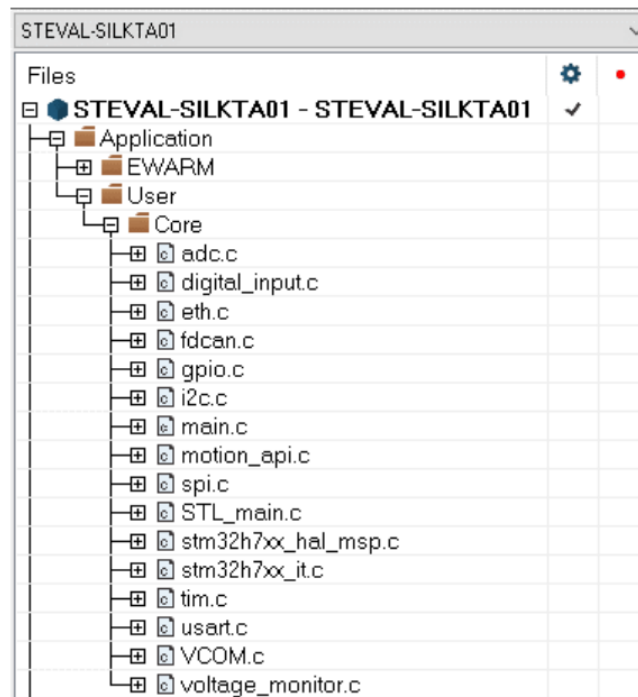 STEVAL-SILKTA01
Files
STEVAL-SILKTA01 - STEVAL-SILKTA01
Application
EWARM
User
Core
adc.c
digital_input.c
eth.c
fdcan.c
gpio.c
i2c.c
main.c
motion_api.c
spi.c
STL_main.c
stm32h7xx_hal_msp.c
stm32h7xx_it.c
tim.c
usart.c
VCOM.c
voltage_monitor.c